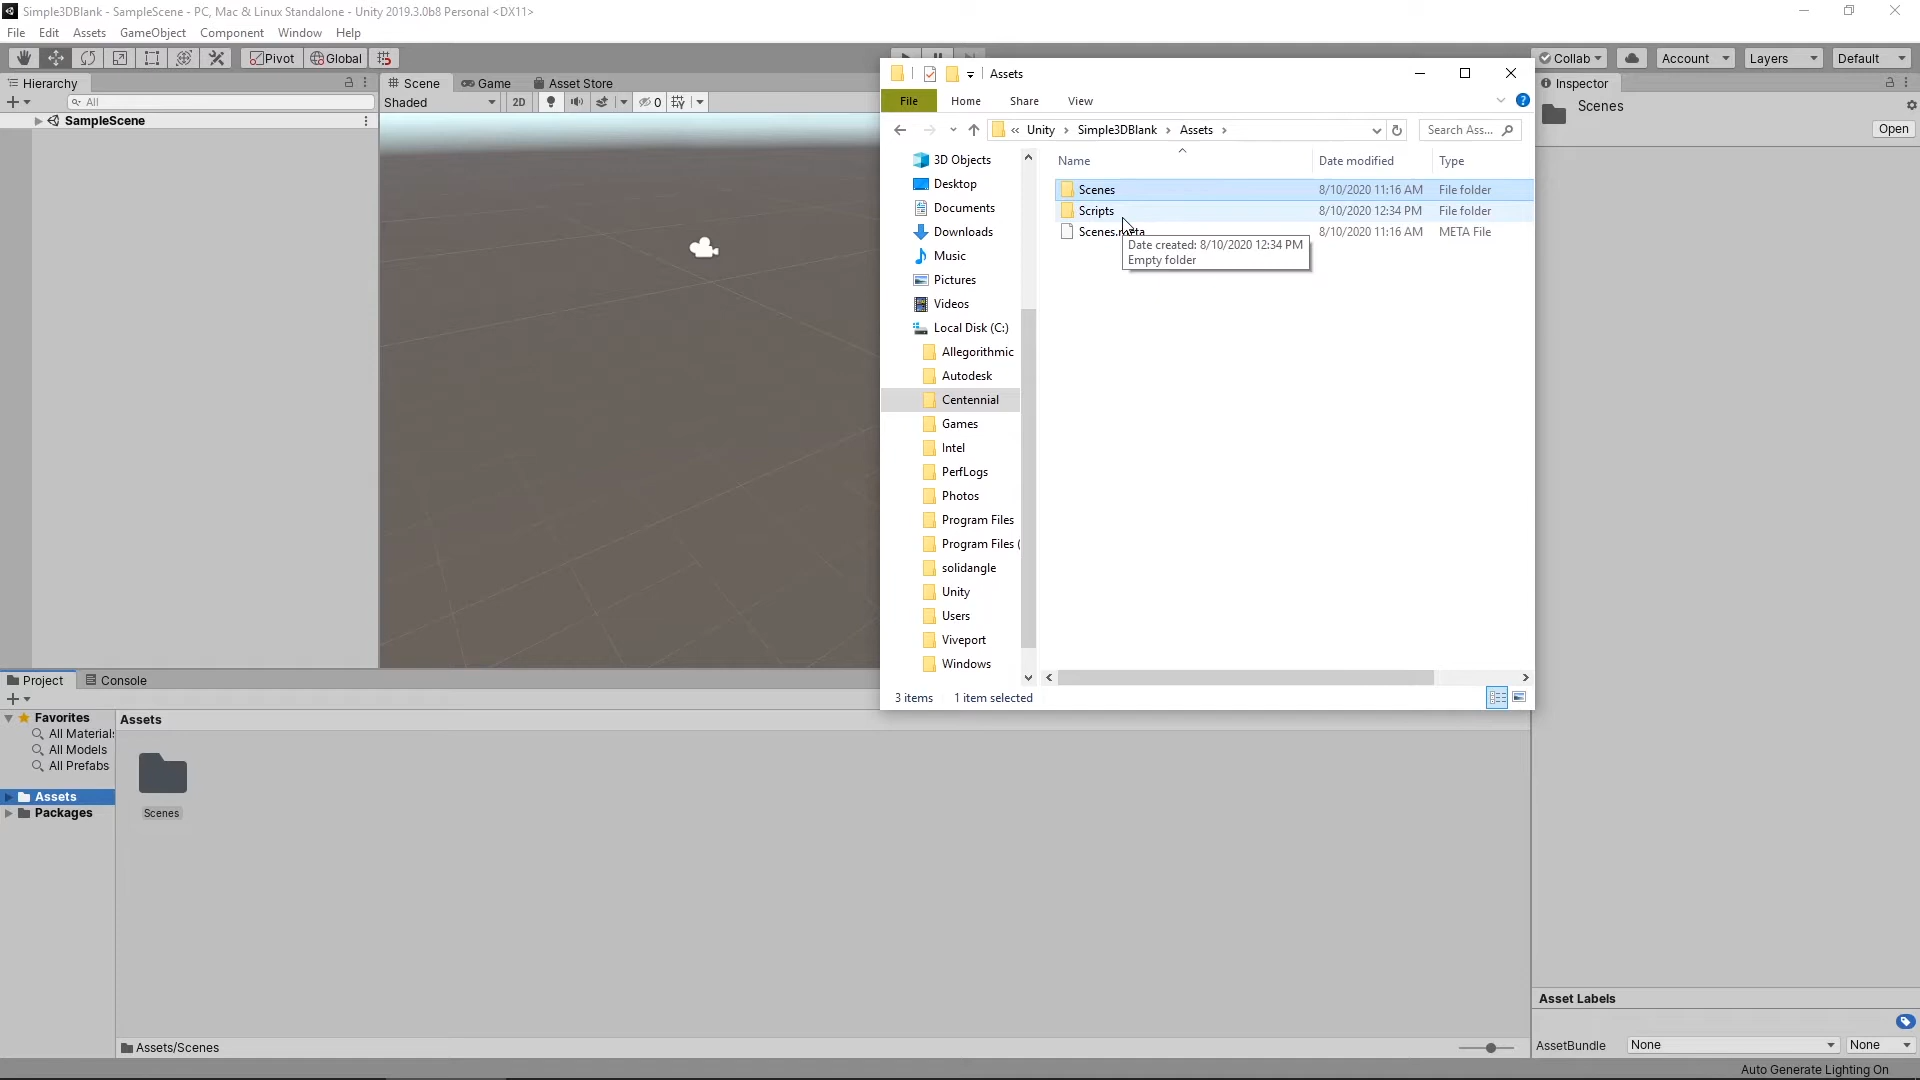 Simple3DBlank - SampleScene - PC, Mac & Linux Standalone - Unity 2019.3.0b8 Personal <DX11>
File Edit Assets GameObject Component Window Help
Pivot Global
Collab Account Layers Default
Hierarchy
All
SampleScene
Scene Game Asset Store
Shaded 2D 0
Assets
File Home Share View
« Unity > Simple3DBlank > Assets >
Search Ass...
3D Objects
Desktop
Documents
Downloads
Music
Pictures
Videos
Local Disk (C:)
Allegorithmic
Autodesk
Centennial
Games
Intel
PerfLogs
Photos
Program Files
Program Files (
solidangle
Unity
Users
Viveport
Windows
Name Date modified Type
Scenes 8/10/2020 11:16 AM File folder
Scripts 8/10/2020 12:34 PM File folder
Scenes.meta 8/10/2020 11:16 AM META File
Date created: 8/10/2020 12:34 PM
Empty folder
3 items 1 item selected
Inspector
Scenes
Open
Project Console
Favorites
All Material
All Models
All Prefabs
Assets
Packages
Assets
Scenes
Assets/Scenes
Asset Labels
AssetBundle None None
Auto Generate Lighting On